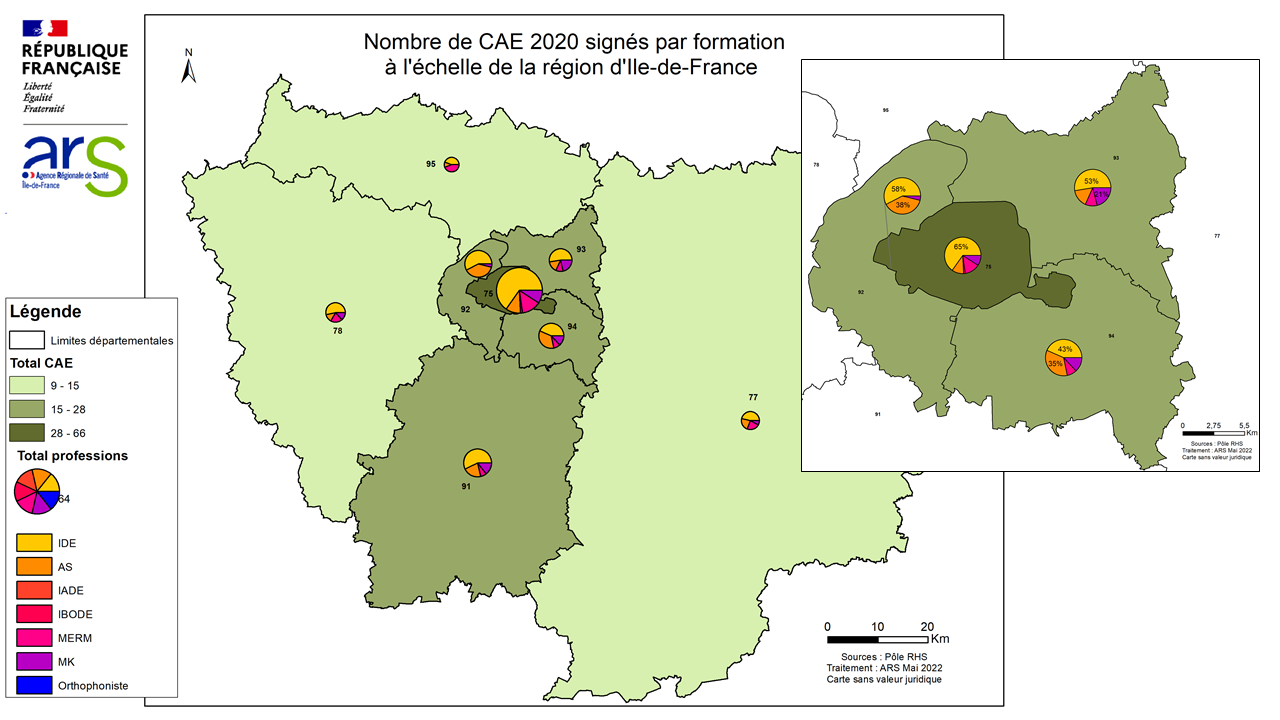 RÉPUBLIQUE
FRANÇAISE
Liberté
Égalité
Fraternité
ars
Agence Régionale de Santé
Île-de-France
Nombre de CAE 2020 signés par formation
à l'échelle de la région d'Ile-de-France
N
95
93
75
92
94
78
77
91
Légende
Limites départementales
Total CAE
9 - 15
15 - 28
28 - 66
Total professions
64
IDE
AS
IADE
IBODE
MERM
MK
Orthophoniste
0 10 20
Km
Sources : Pôle RHS
Traitement : ARS Mai 2022
Carte sans valeur juridique
95
78
93
58%
38%
53%
21%
77
65%
75
92
94
43%
35%
91
0 2,75 5,5
Km
Sources : Pôle RHS
Traitement : ARS Mai 2022
Carte sans valeur juridique